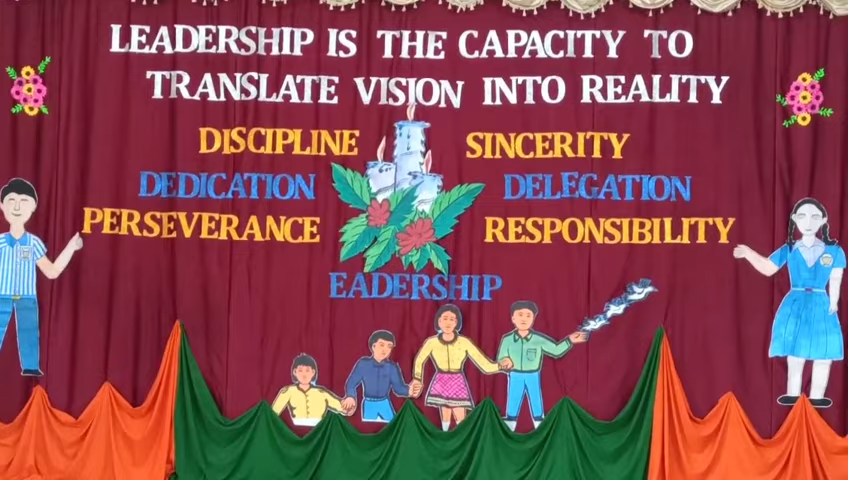 LEADERSHIP IS THE CAPACITY TO
TRANSLATE VISION INTO REALITY
DISCIPLINE SINCERITY
DEDICATION DELEGATION
PERSEVERANCE RESPONSIBILITY
EADERSHIP